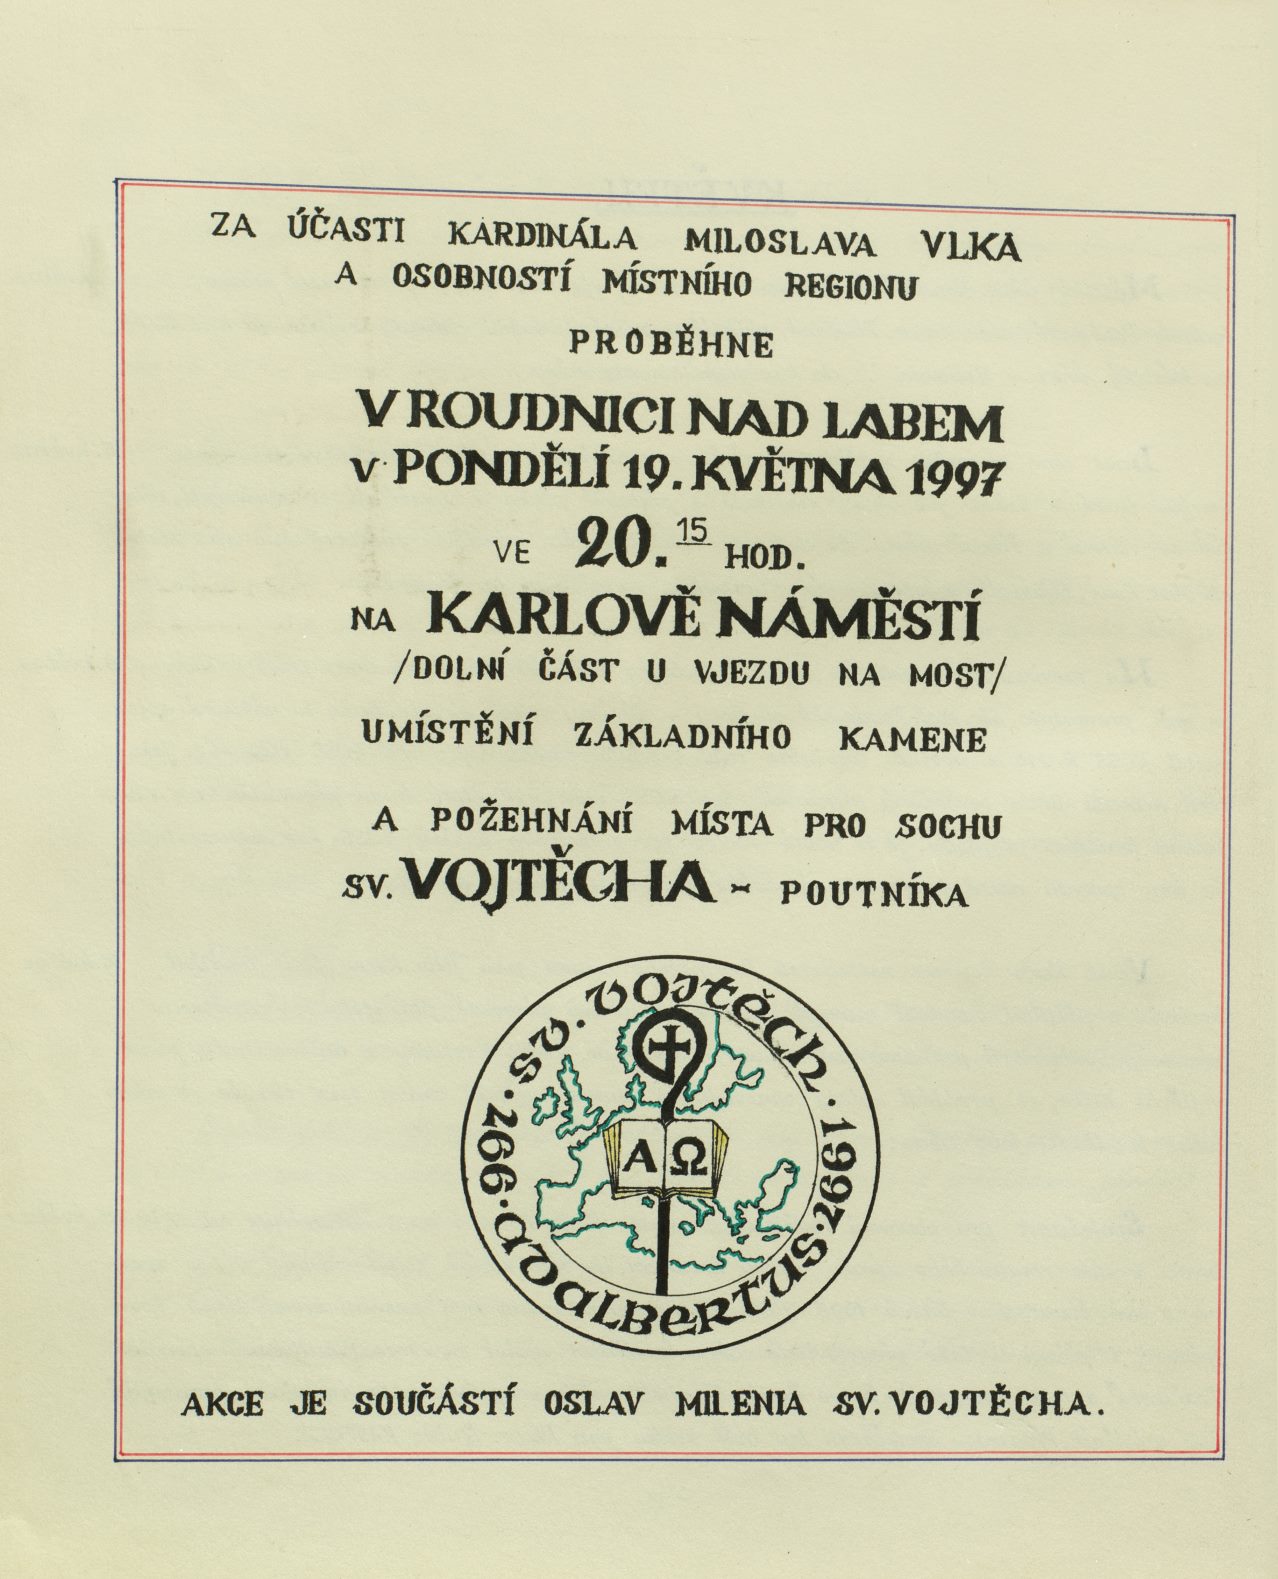 ZA ÚČASTI KARDINÁLA MILOSLAVA VLKA
A OSOBNOSTÍ MÍSTNÍHO REGIONU
PROBĚHNE
V ROUDNICI NAD LABEM
V PONDĚLÍ 19. KVĚTNA 1997
VE 20.15 HOD.
NA KARLOVĚ NÁMĚSTÍ
/DOLNÍ ČÁST U VJEZDU NA MOST/
UMÍSTĚNÍ ZÁKLADNÍHO KAMENE
A POŽEHNÁNÍ MÍSTA PRO SOCHU
SV. VOJTĚCHA - POUTNÍKA
997 · SV · VOJTĚCH · 1997 · ADALBERTUS
Α Ω
AKCE JE SOUČÁSTÍ OSLAV MILENIA SV. VOJTĚCHA.